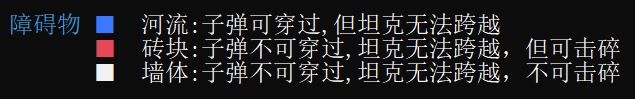 障碍物 ■ 河流:子弹可穿过,但坦克无法跨越
■ 砖块:子弹不可穿过,坦克无法跨越，但可击碎
■ 墙体:子弹不可穿过,坦克无法跨越，不可击碎